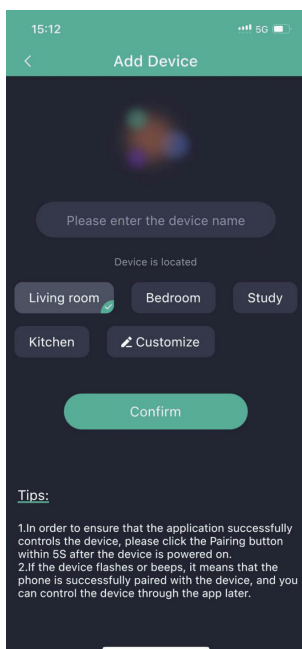 15:12 5G
Add Device
Please enter the device name
Device is located
Living room Bedroom Study
Kitchen Customize
Confirm
Tips:
1.In order to ensure that the application successfully
controls the device, please click the Pairing button
within 5S after the device is powered on.
2.If the device flashes or beeps, it means that the
phone is successfully paired with the device, and you
can control the device through the app later.